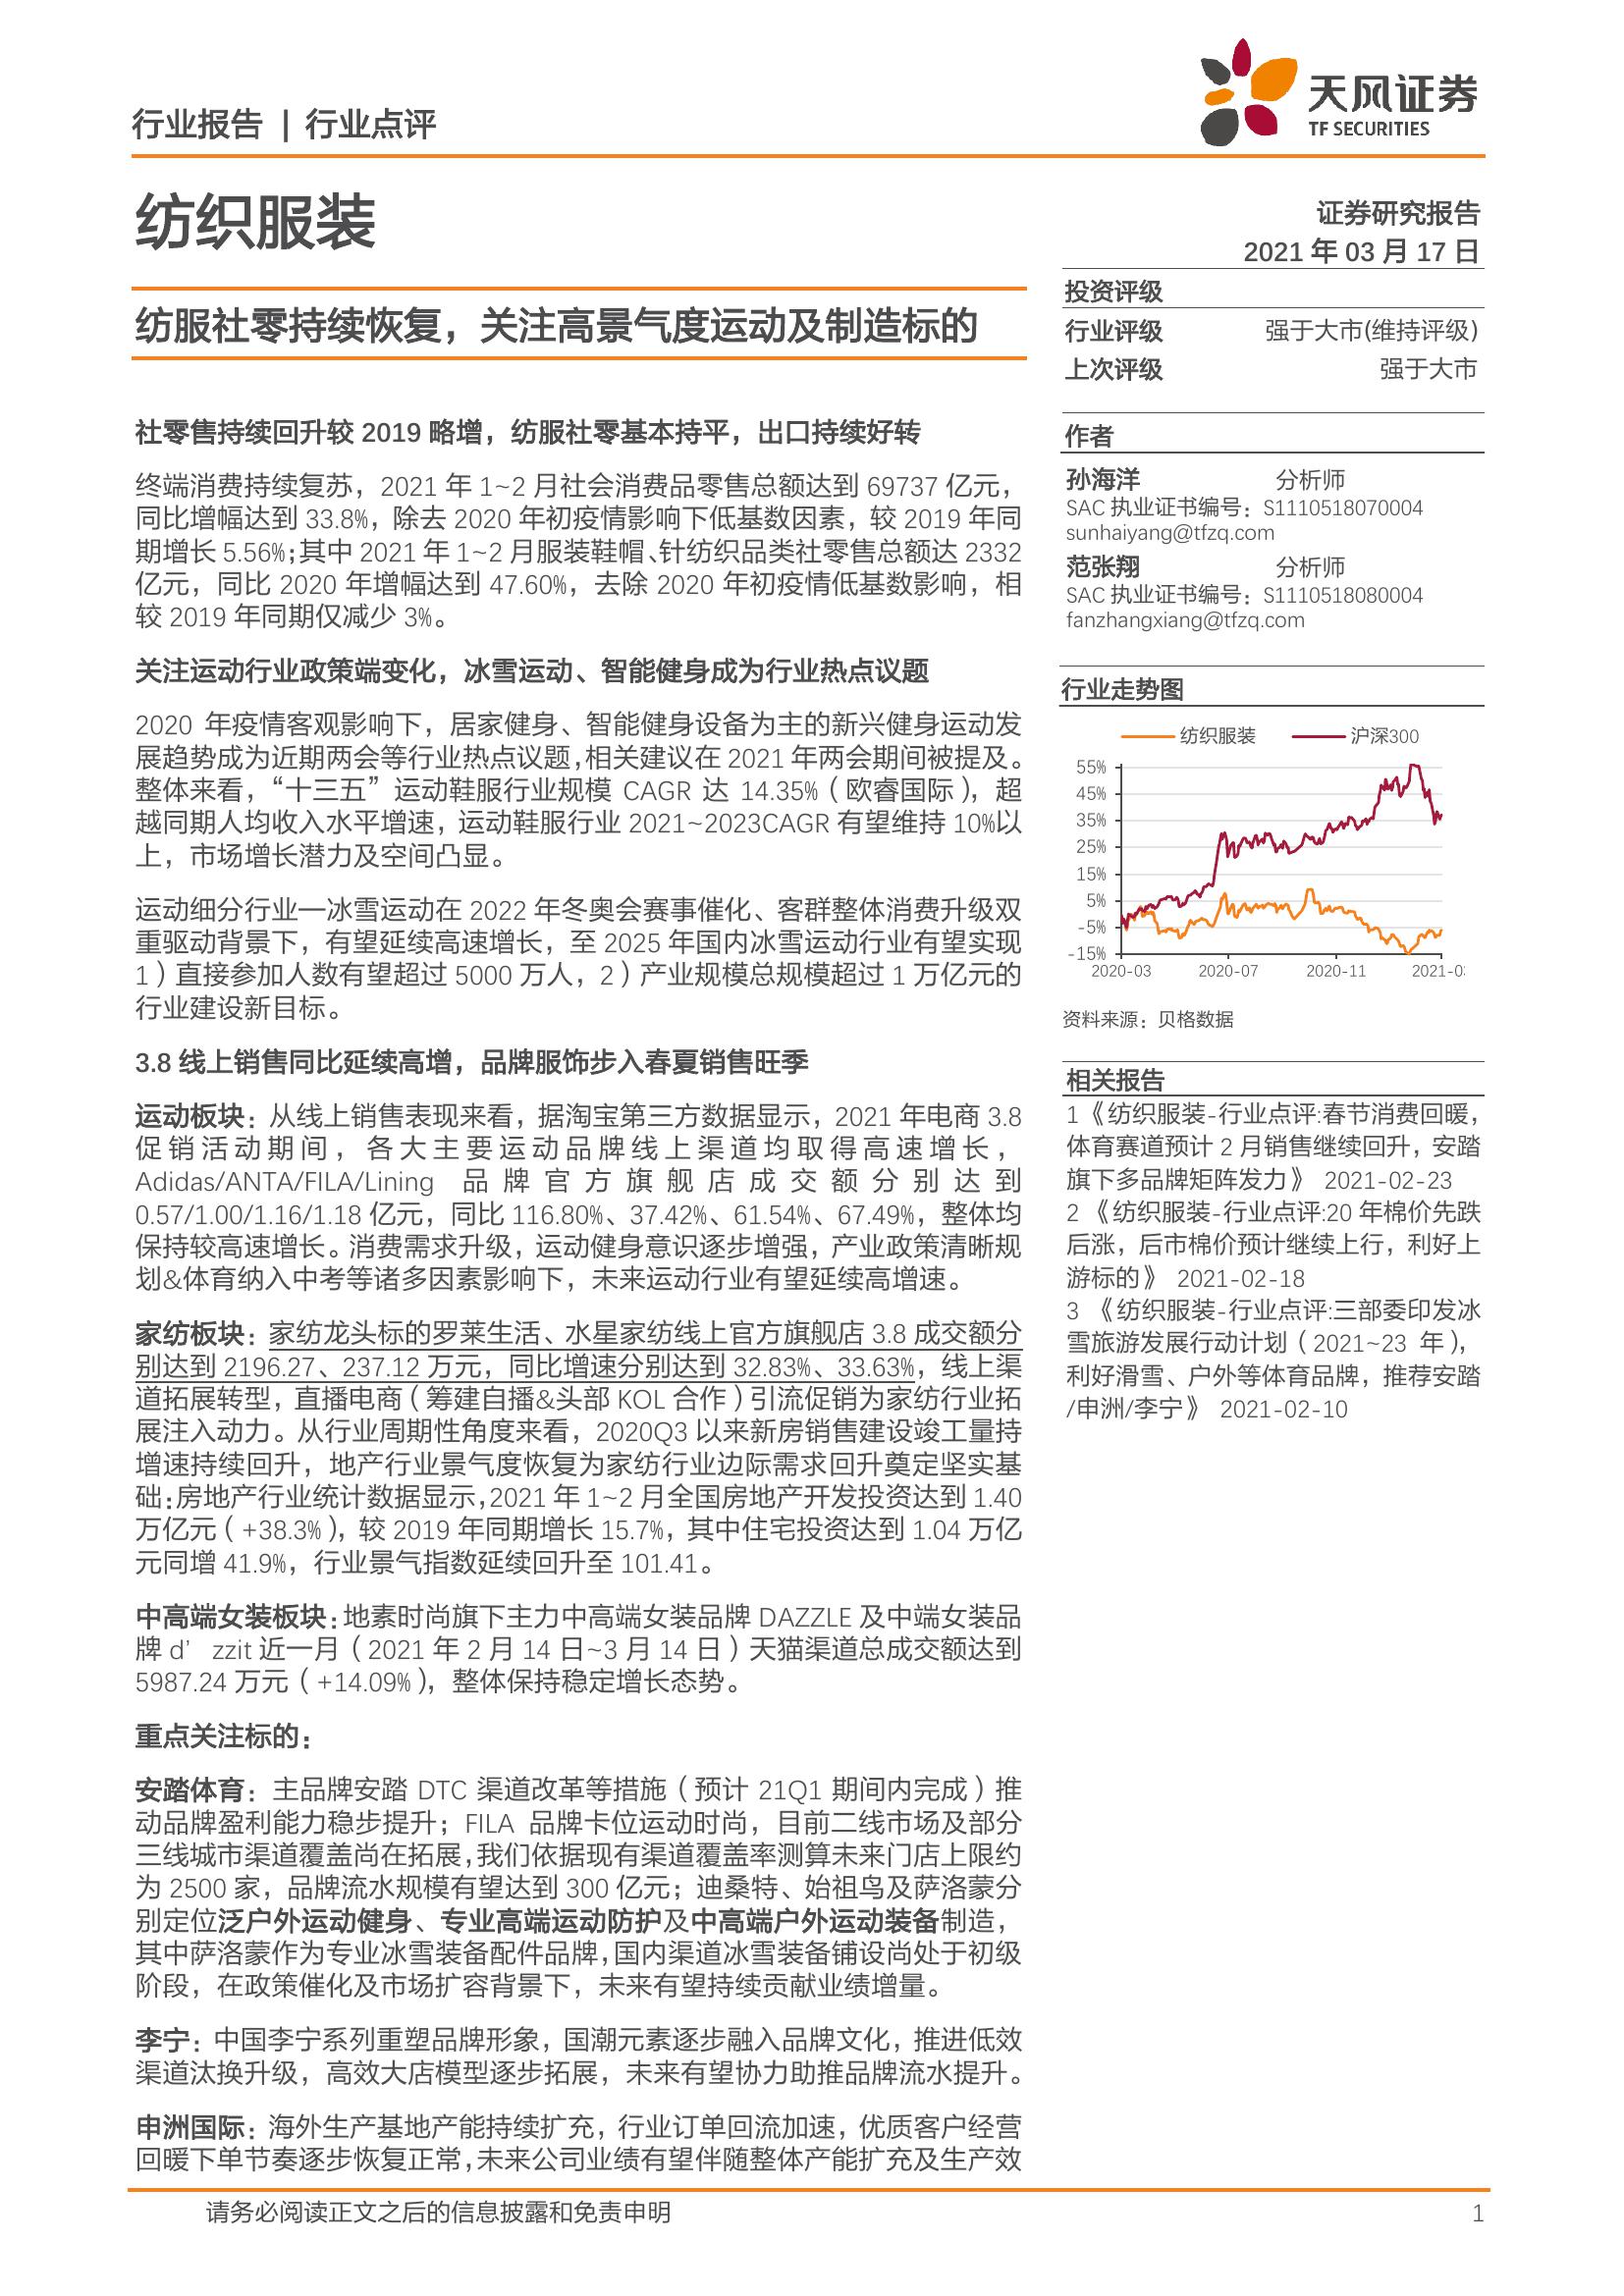 行业报告 | 行业点评
天风证券
TF SECURITIES
纺织服装
证券研究报告
2021 年 03 月 17 日
纺服社零持续恢复，关注高景气度运动及制造标的
投资评级
行业评级 强于大市(维持评级)
上次评级 强于大市
社零售持续回升较 2019 略增，纺服社零基本持平，出口持续好转
终端消费持续复苏，2021 年 1~2 月社会消费品零售总额达到 69737 亿元，
同比增幅达到 33.8%，除去 2020 年初疫情影响下低基数因素，较 2019 年同
期增长 5.56%；其中 2021 年 1~2 月服装鞋帽、针纺织品类社零售总额达 2332
亿元，同比 2020 年增幅达到 47.60%，去除 2020 年初疫情低基数影响，相
较 2019 年同期仅减少 3%。
关注运动行业政策端变化，冰雪运动、智能健身成为行业热点议题
2020 年疫情客观影响下，居家健身、智能健身设备为主的新兴健身运动发
展趋势成为近期两会等行业热点议题，相关建议在 2021 年两会期间被提及。
整体来看，“十三五”运动鞋服行业规模 CAGR 达 14.35%（欧睿国际），超
越同期人均收入水平增速，运动鞋服行业 2021~2023CAGR 有望维持 10%以
上，市场增长潜力及空间凸显。
运动细分行业—冰雪运动在 2022 年冬奥会赛事催化、客群整体消费升级双
重驱动背景下，有望延续高速增长，至 2025 年国内冰雪运动行业有望实现
1）直接参加人数有望超过 5000 万人，2）产业规模总规模超过 1 万亿元的
行业建设新目标。
3.8 线上销售同比延续高增，品牌服饰步入春夏销售旺季
运动板块：从线上销售表现来看，据淘宝第三方数据显示，2021 年电商 3.8
促销活动期间，各大主要运动品牌线上渠道均取得高速增长，
Adidas/ANTA/FILA/Lining 品牌官方旗舰店成交额分别达到
0.57/1.00/1.16/1.18 亿元，同比 116.80%、37.42%、61.54%、67.49%，整体均
保持较高速增长。消费需求升级，运动健身意识逐步增强，产业政策清晰规
划&体育纳入中考等诸多因素影响下，未来运动行业有望延续高增速。
家纺板块：家纺龙头标的罗莱生活、水星家纺线上官方旗舰店 3.8 成交额分
别达到 2196.27、237.12 万元，同比增速分别达到 32.83%、33.63%，线上渠
道拓展转型，直播电商（筹建自播&头部 KOL 合作）引流促销为家纺行业拓
展注入动力。从行业周期性角度来看，2020Q3 以来新房销售建设竣工量持
增速持续回升，地产行业景气度恢复为家纺行业边际需求回升奠定坚实基
础；房地产行业统计数据显示，2021 年 1~2 月全国房地产开发投资达到 1.40
万亿元（+38.3%），较 2019 年同期增长 15.7%，其中住宅投资达到 1.04 万亿
元同增 41.9%，行业景气指数延续回升至 101.41。
中高端女装板块：地素时尚旗下主力中高端女装品牌 DAZZLE 及中端女装品
牌 d’zzit 近一月（2021 年 2 月 14 日~3 月 14 日）天猫渠道总成交额达到
5987.24 万元（+14.09%），整体保持稳定增长态势。
重点关注标的：
安踏体育：主品牌安踏 DTC 渠道改革等措施（预计 21Q1 期间内完成）推
动品牌盈利能力稳步提升；FILA 品牌卡位运动时尚，目前二线市场及部分
三线城市渠道覆盖尚在拓展，我们依据现有渠道覆盖率测算未来门店上限约
为 2500 家，品牌流水规模有望达到 300 亿元；迪桑特、始祖鸟及萨洛蒙分
别定位泛户外运动健身、专业高端运动防护及中高端户外运动装备制造，
其中萨洛蒙作为专业冰雪装备配件品牌，国内渠道冰雪装备铺设尚处于初级
阶段，在政策催化及市场扩容背景下，未来有望持续贡献业绩增量。
李宁：中国李宁系列重塑品牌形象，国潮元素逐步融入品牌文化，推进低效
渠道汰换升级，高效大店模型逐步拓展，未来有望协力助推品牌流水提升。
申洲国际：海外生产基地产能持续扩充，行业订单回流加速，优质客户经营
回暖下单节奏逐步恢复正常，未来公司业绩有望伴随整体产能扩充及生产效
作者
孙海洋 分析师
SAC 执业证书编号：S1110518070004
sunhaiyang@tfzq.com
范张翔 分析师
SAC 执业证书编号：S1110518080004
fanzhangxiang@tfzq.com
行业走势图
纺织服装 沪深300
55%
45%
35%
25%
15%
5%
-5%
-15%
2020-03 2020-07 2020-11 2021-0
资料来源：贝格数据
相关报告
1《纺织服装-行业点评:春节消费回暖，
体育赛道预计 2 月销售继续回升，安踏
旗下多品牌矩阵发力》 2021-02-23
2 《纺织服装-行业点评:20 年棉价先跌
后涨，后市棉价预计继续上行，利好上
游标的》 2021-02-18
3 《纺织服装-行业点评:三部委印发冰
雪旅游发展行动计划（2021~23 年），
利好滑雪、户外等体育品牌，推荐安踏
/申洲/李宁》 2021-02-10
请务必阅读正文之后的信息披露和免责申明
1